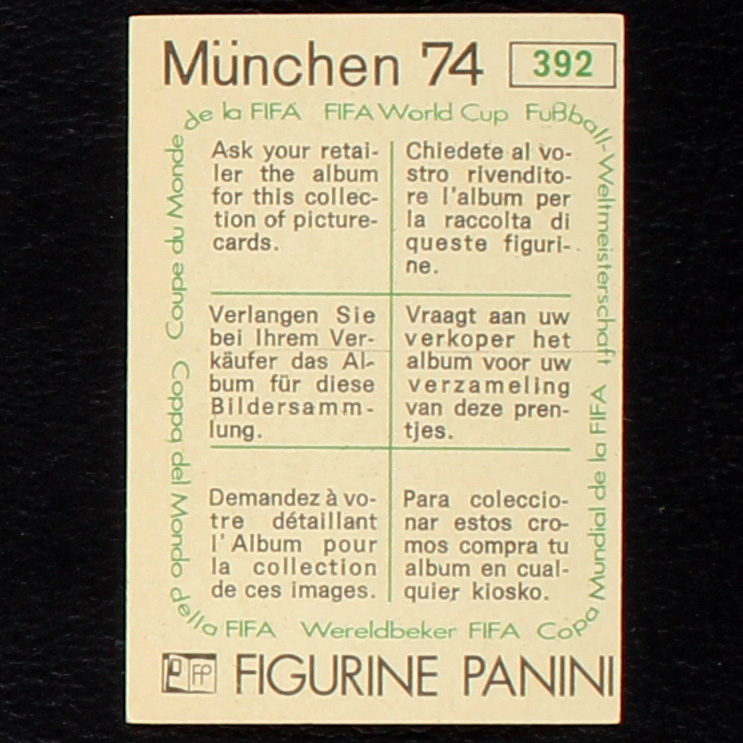 München 74 392
de la FIFA FIFA World Cup Fußball-Weltmeisterschaft
Copa Mundial de la FIFA
Wereldbeker FIFA
Coppa del Mondo della FIFA
Coupe du Monde
Ask your retai-
ler the album
for this collec-
tion of picture-
cards.
Chiedete al vo-
stro rivendito-
re l'album per
la raccolta di
queste figuri-
ne.
Verlangen Sie
bei Ihrem Ver-
käufer das Al-
bum für diese
Bildersamm-
lung.
Vraagt aan uw
verkoper het
album voor uw
verzameling
van deze pren-
tjes.
Demandez à vo-
tre détaillant
l'Album pour
la collection
de ces images.
Para coleccio-
nar estos cro-
mos compra tu
album en cual-
quier kiosko.
FP FIGURINE PANINI